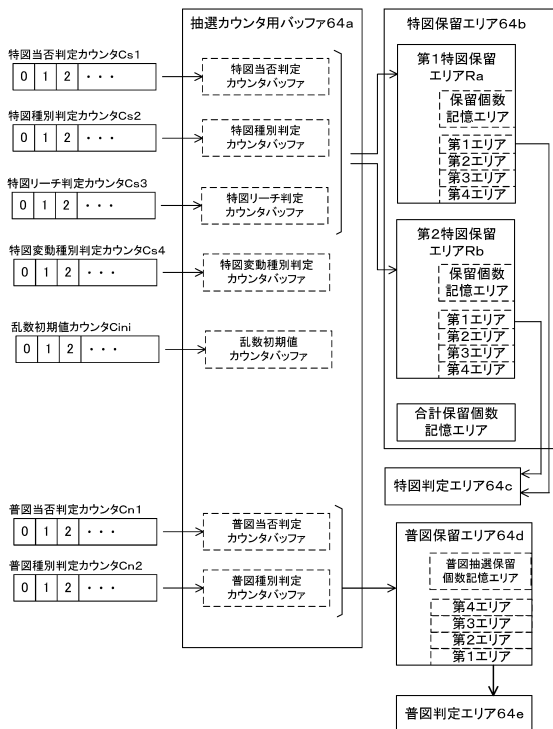 抽選カウンタ用バッファ64a
特図当否判定カウンタCs1
0 1 2 ・・・
特図当否判定
カウンタバッファ
特図種別判定カウンタCs2
0 1 2 ・・・
特図種別判定
カウンタバッファ
特図リーチ判定カウンタCs3
0 1 2 ・・・
特図リーチ判定
カウンタバッファ
特図変動種別判定カウンタCs4
0 1 2 ・・・
特図変動種別判定
カウンタバッファ
乱数初期値カウンタCini
0 1 2 ・・・
乱数初期値
カウンタバッファ
普図当否判定カウンタCn1
0 1 2 ・・・
普図当否判定
カウンタバッファ
普図種別判定カウンタCn2
0 1 2 ・・・
普図種別判定
カウンタバッファ
特図保留エリア64b
第1特図保留
エリアRa
保留個数
記憶エリア
第1エリア
第2エリア
第3エリア
第4エリア
第2特図保留
エリアRb
保留個数
記憶エリア
第1エリア
第2エリア
第3エリア
第4エリア
合計保留個数
記憶エリア
特図判定エリア64c
普図保留エリア64d
普図抽選保留
個数記憶エリア
第4エリア
第3エリア
第2エリア
第1エリア
普図判定エリア64e